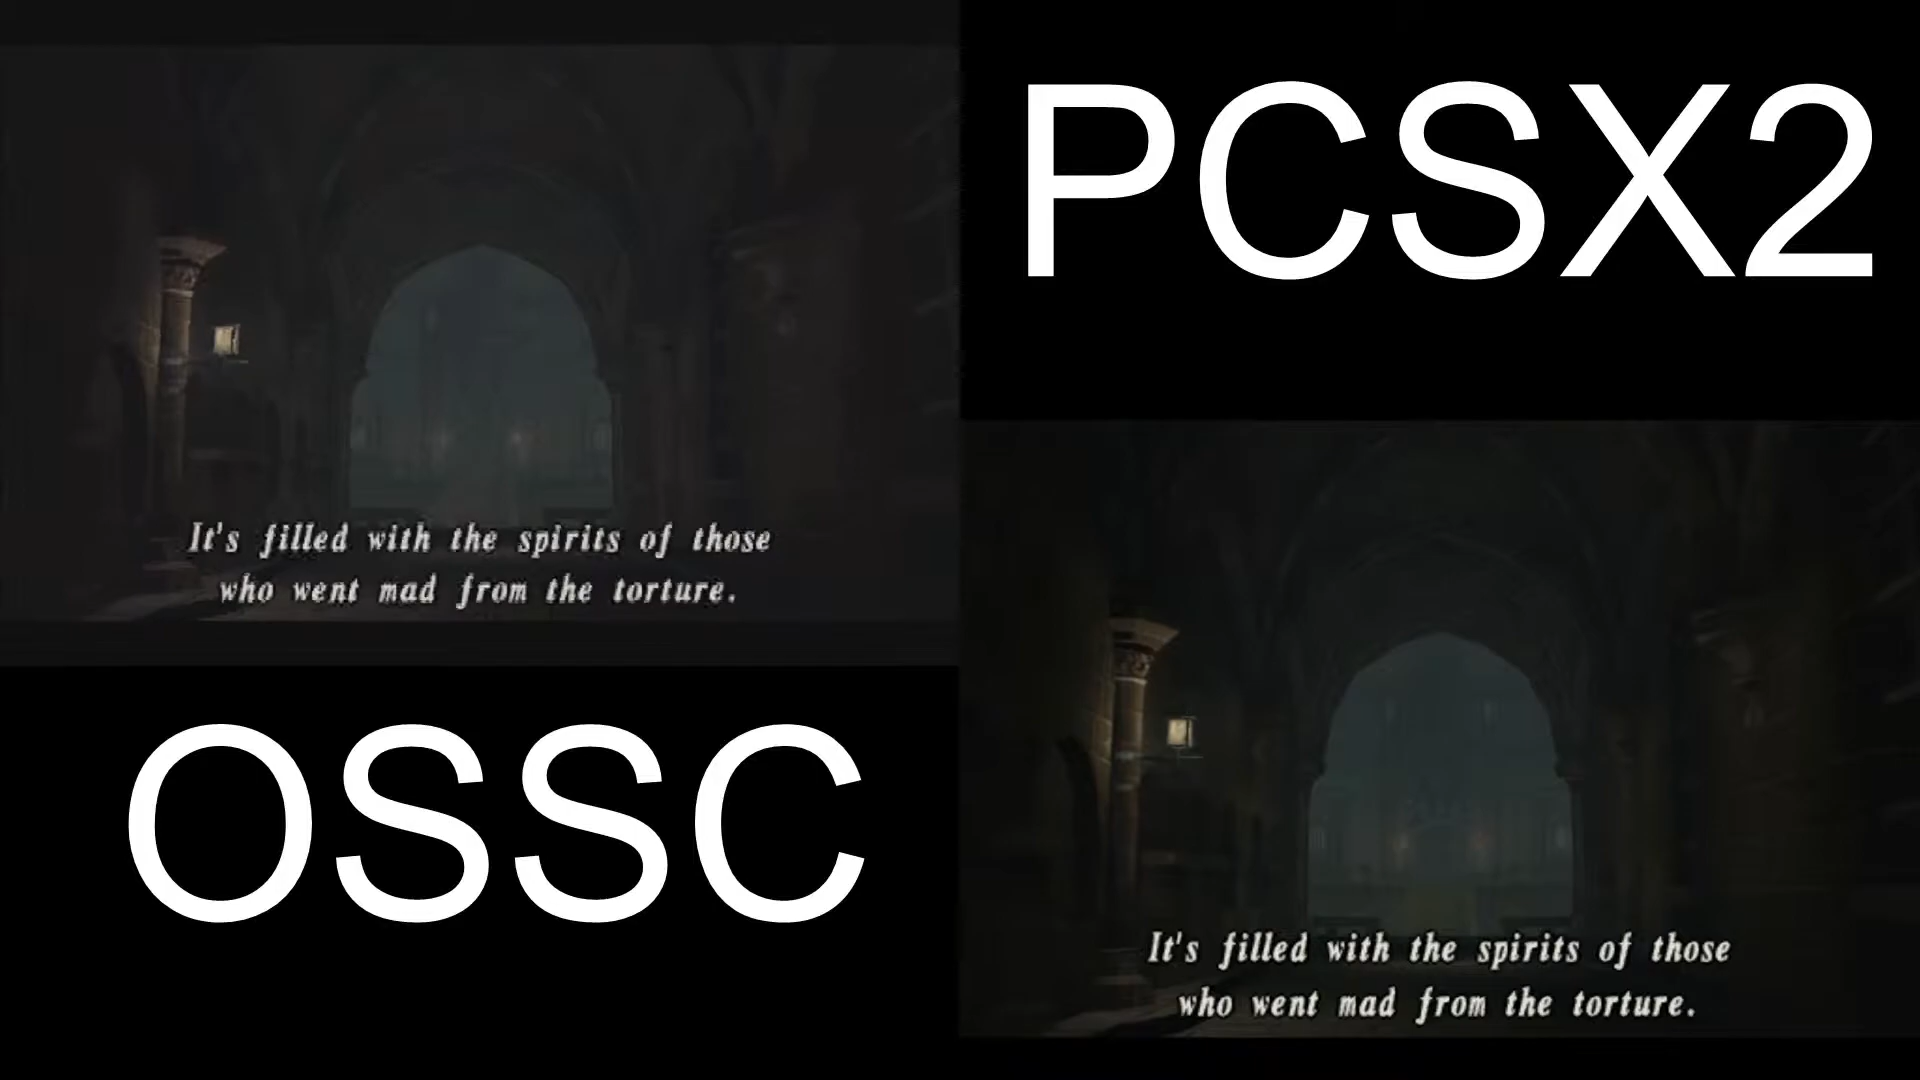 PCSX2
It's filled with the spirits of those
who went mad from the torture.
OSSC
It's filled with the spirits of those
who went mad from the torture.